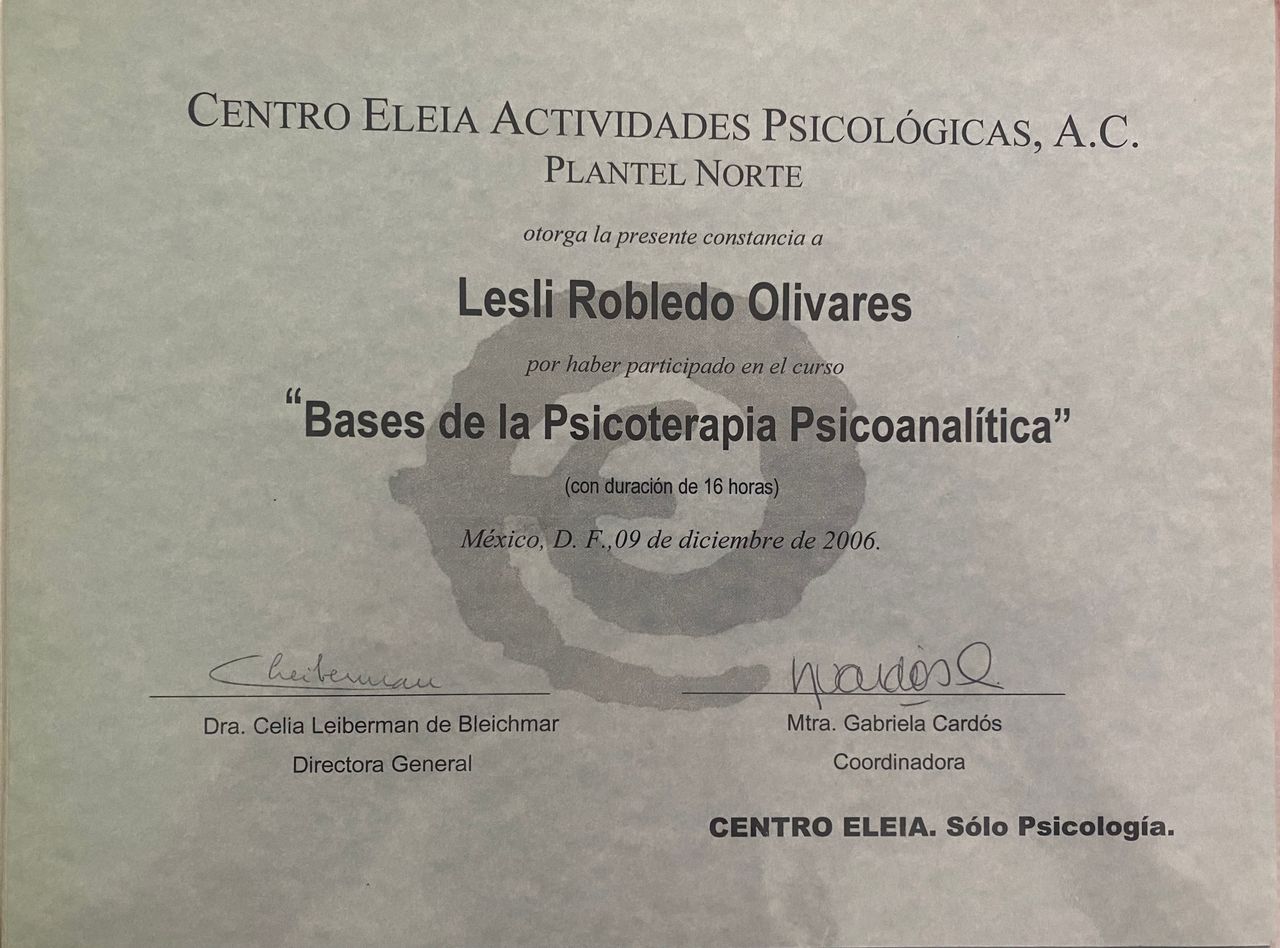 CENTRO ELEIA ACTIVIDADES PSICOLÓGICAS, A.C.
PLANTEL NORTE
otorga la presente constancia a
Lesli Robledo Olivares
por haber participado en el curso
“Bases de la Psicoterapia Psicoanalítica”
(con duración de 16 horas)
México, D. F.,09 de diciembre de 2006.
Cleiberman
Dra. Celia Leiberman de Bleichmar
Directora General
Mtra. Gabriela Cardós
Coordinadora
CENTRO ELEIA. Sólo Psicología.